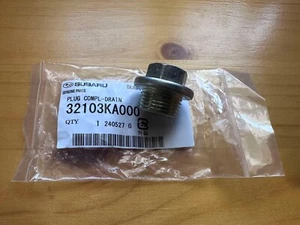 SUBARU
GENUINE PARTS
PLUG COMPL-DRAIN
32103KA000
QTY 1 240527 6